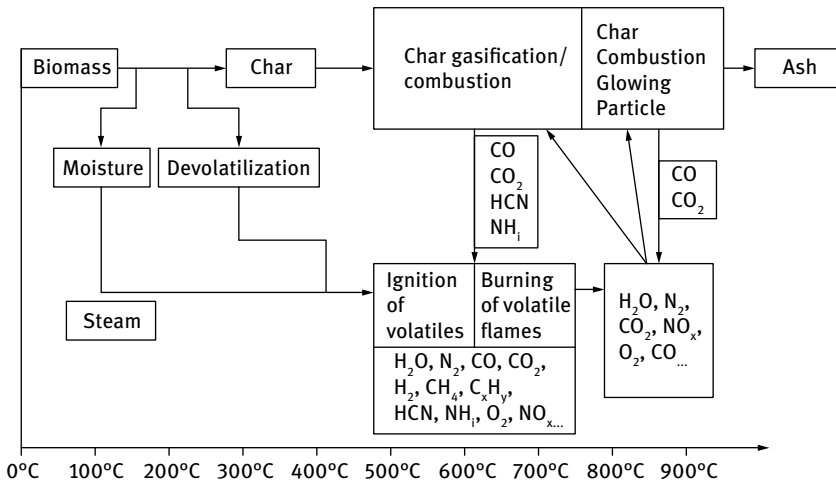 Biomass
Char
Char gasification/
combustion
Char
Combustion
Glowing
Particle
Ash
Moisture
Devolatilization
CO
CO₂
HCN
NHᵢ
CO
CO₂
Steam
Ignition
of
volatiles
Burning
of volatile
flames
H₂O, N₂,
CO₂, NOₓ,
O₂, CO...
H₂O, N₂, CO, CO₂,
H₂, CH₄, CₓHᵧ,
HCN, NHᵢ, O₂, NOₓ...
0°C 100°C 200°C 300°C 400°C 500°C 600°C 700°C 800°C 900°C